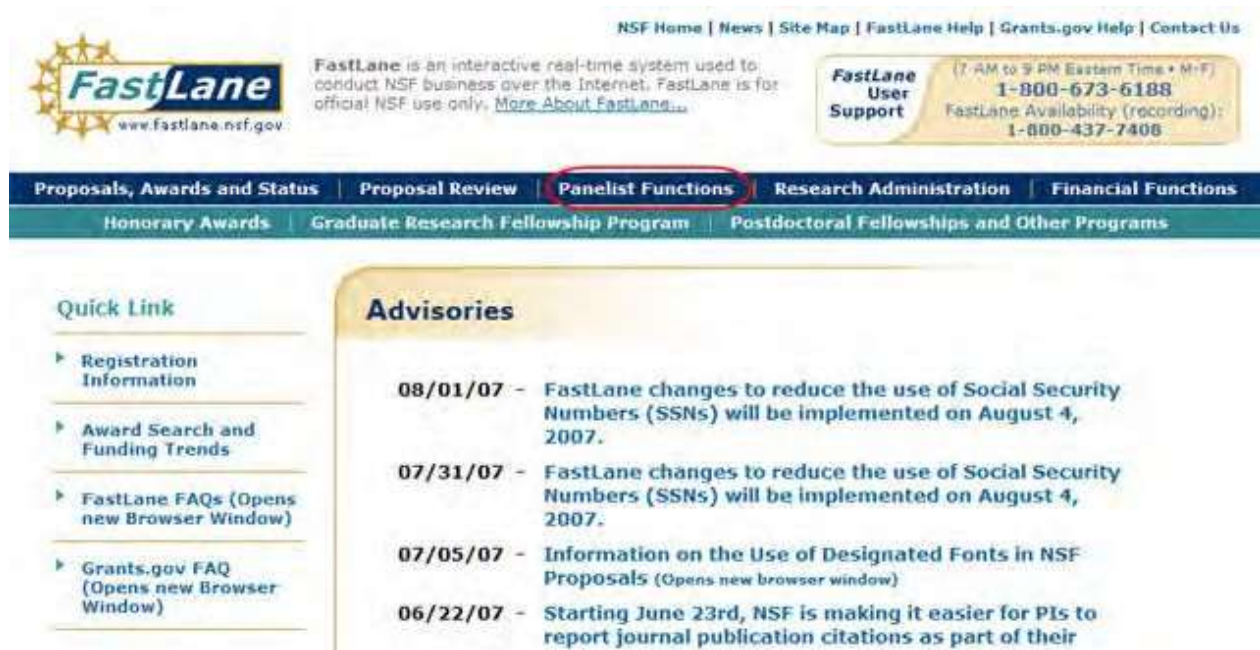 NSF Home | News | Site Map | FastLane Help | Grants.gov Help | Contact Us
FastLane
www.fastlane.nsf.gov
FastLane is an interactive real-time system used to
conduct NSF business over the Internet. FastLane is for
official NSF use only. More About FastLane...
FastLane
User
Support
(7 AM to 9 PM Eastern Time • M-F)
1-800-673-6188
FastLane Availability (recording):
1-800-437-7408
Proposals, Awards and Status | Proposal Review | Panelist Functions | Research Administration | Financial Functions
Honorary Awards | Graduate Research Fellowship Program | Postdoctoral Fellowships and Other Programs
Quick Link
Registration
Information
Award Search and
Funding Trends
FastLane FAQs (Opens
new Browser Window)
Grants.gov FAQ
(Opens new Browser
Window)
Advisories
08/01/07 - FastLane changes to reduce the use of Social Security
Numbers (SSNs) will be implemented on August 4,
2007.
07/31/07 - FastLane changes to reduce the use of Social Security
Numbers (SSNs) will be implemented on August 4,
2007.
07/05/07 - Information on the Use of Designated Fonts in NSF
Proposals (Opens new browser window)
06/22/07 - Starting June 23rd, NSF is making it easier for PIs to
report journal publication citations as part of their